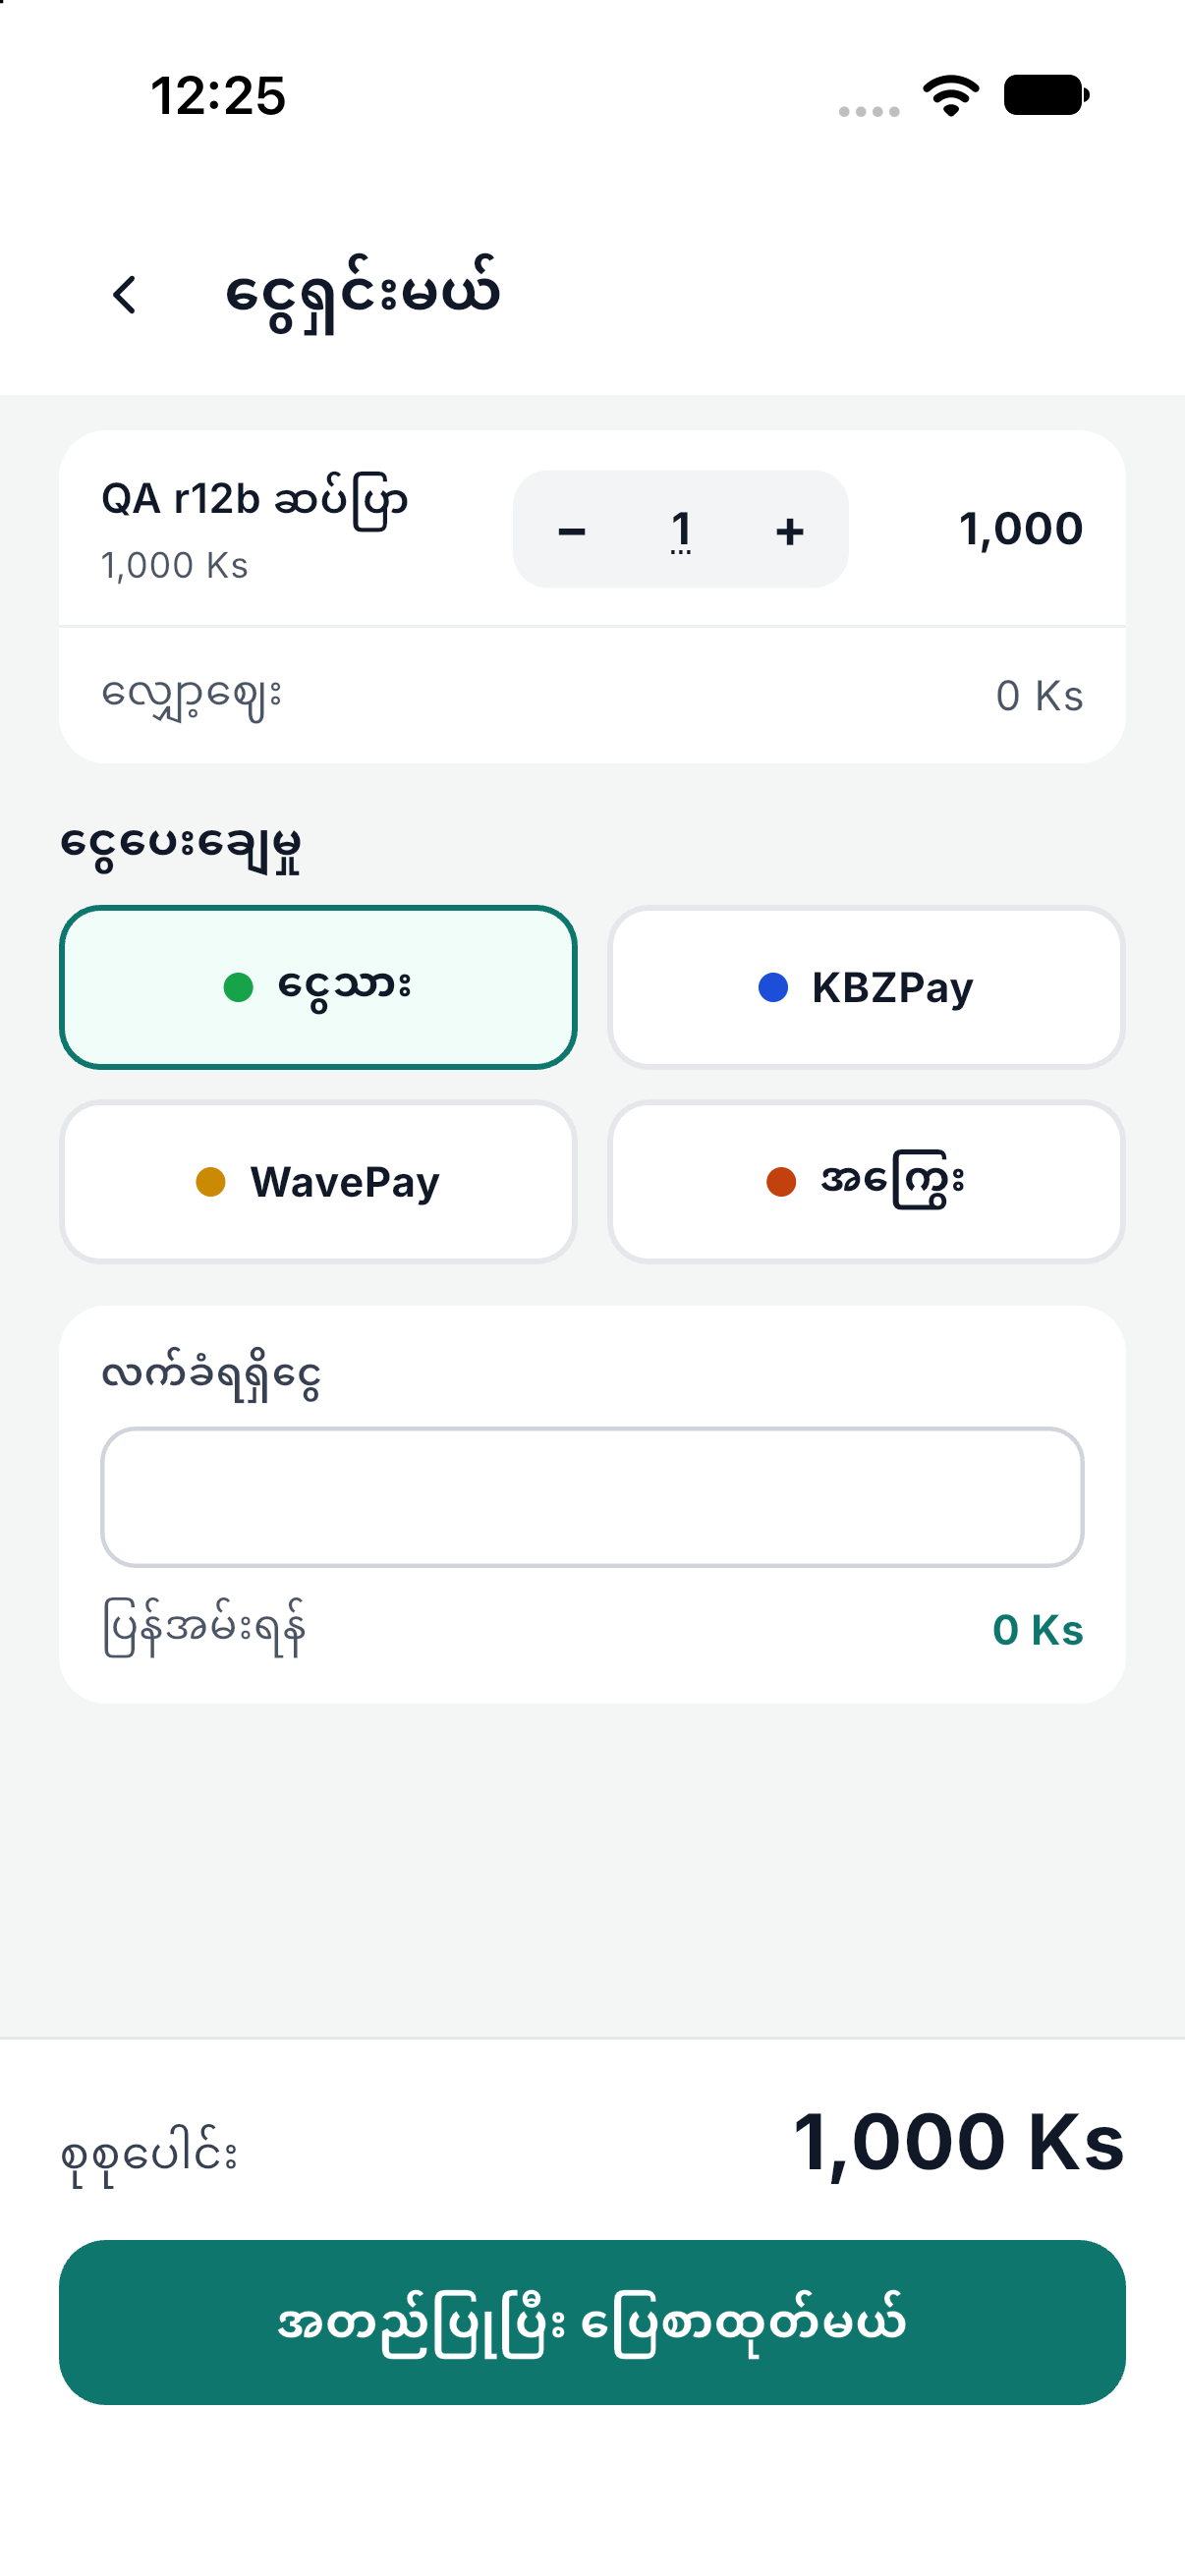 12:25
ငွေရှင်းမယ်
QA r12b ဆပ်ပြာ
1,000 Ks
− 1 +
1,000
လျှော့ဈေး
0 Ks
ငွေပေးချေမှု
ငွေသား
KBZPay
WavePay
အကြွေး
လက်ခံရရှိငွေ
ပြန်အမ်းရန်
0 Ks
စုစုပေါင်း
1,000 Ks
အတည်ပြုပြီး ပြေစာထုတ်မယ်